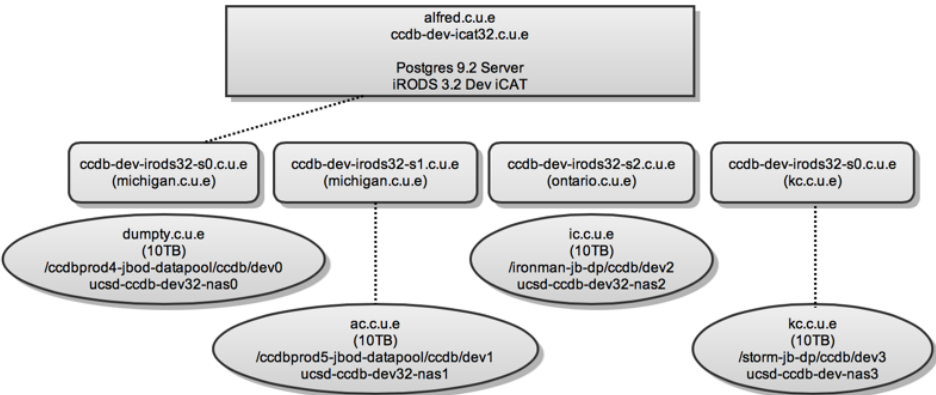 alfred.c.u.e
ccdb-dev-icat32.c.u.e
Postgres 9.2 Server
iRODS 3.2 Dev iCAT
ccdb-dev-irods32-s0.c.u.e
(michigan.c.u.e)
ccdb-dev-irods32-s1.c.u.e
(michigan.c.u.e)
ccdb-dev-irods32-s2.c.u.e
(ontario.c.u.e)
ccdb-dev-irods32-s0.c.u.e
(kc.c.u.e)
dumpty.c.u.e
(10TB)
/ccdbprod4-jbod-datapool/ccdb/dev0
ucsd-ccdb-dev32-nas0
ic.c.u.e
(10TB)
/ironman-jb-dp/ccdb/dev2
ucsd-ccdb-dev32-nas2
ac.c.u.e
(10TB)
/ccdbprod5-jbod-datapool/ccdb/dev1
ucsd-ccdb-dev32-nas1
kc.c.u.e
(10TB)
/storm-jb-dp/ccdb/dev3
ucsd-ccdb-dev-nas3